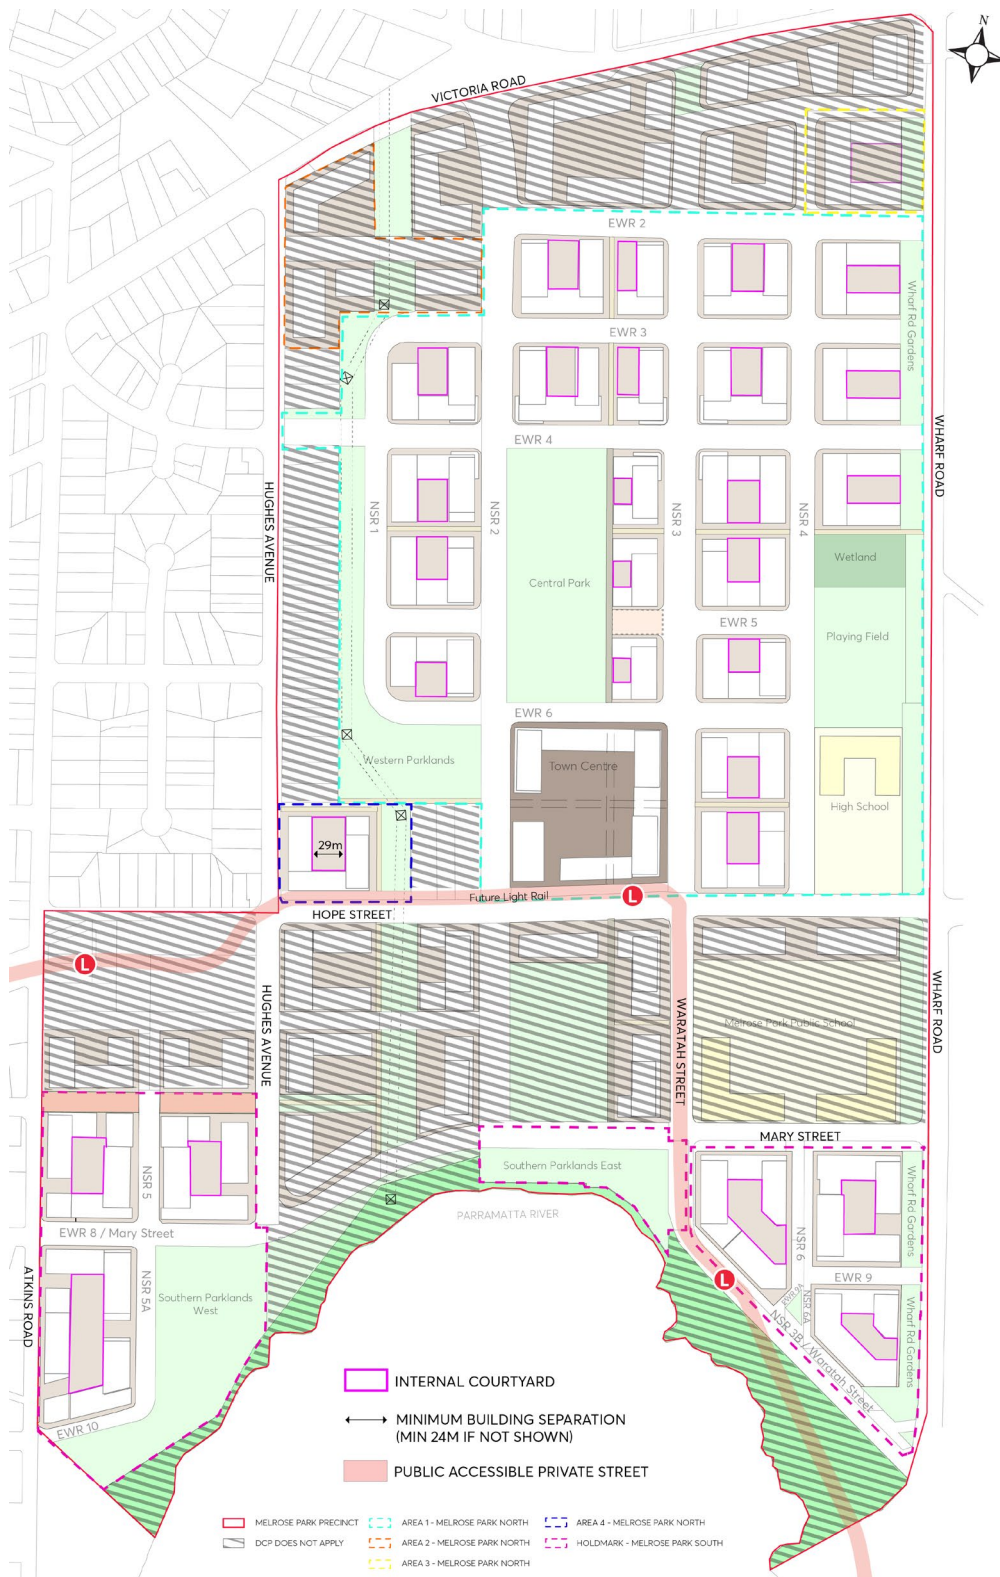 N
VICTORIA ROAD
EWR 2
Wharf Rd Gardens
EWR 3
EWR 4
WHARF ROAD
HUGHES AVENUE
NSR 1
NSR 2
NSR 3
NSR 4
Wetland
Central Park
EWR 5
Playing Field
EWR 6
Western Parklands
Town Centre
High School
29m
Future Light Rail
L
HOPE STREET
L
HUGHES AVENUE
WARATAH STREET
WHARF ROAD
Melrose Park Public School
MARY STREET
Southern Parklands East
NSR 5
Wharf Rd Gardens
PARRAMATTA RIVER
EWR 8 / Mary Street
NSR 6
L
EWR 9
EWR 9A
NSR 6A
NSR 5A
Southern Parklands
West
ATKINS ROAD
NSR 3B / Waratah Street
Wharf Rd Gardens
EWR 10
INTERNAL COURTYARD
MINIMUM BUILDING SEPARATION
(MIN 24M IF NOT SHOWN)
PUBLIC ACCESSIBLE PRIVATE STREET
MELROSE PARK PRECINCT
AREA 1 - MELROSE PARK NORTH
AREA 4 - MELROSE PARK NORTH
DCP DOES NOT APPLY
AREA 2 - MELROSE PARK NORTH
HOLDMARK - MELROSE PARK SOUTH
AREA 3 - MELROSE PARK NORTH